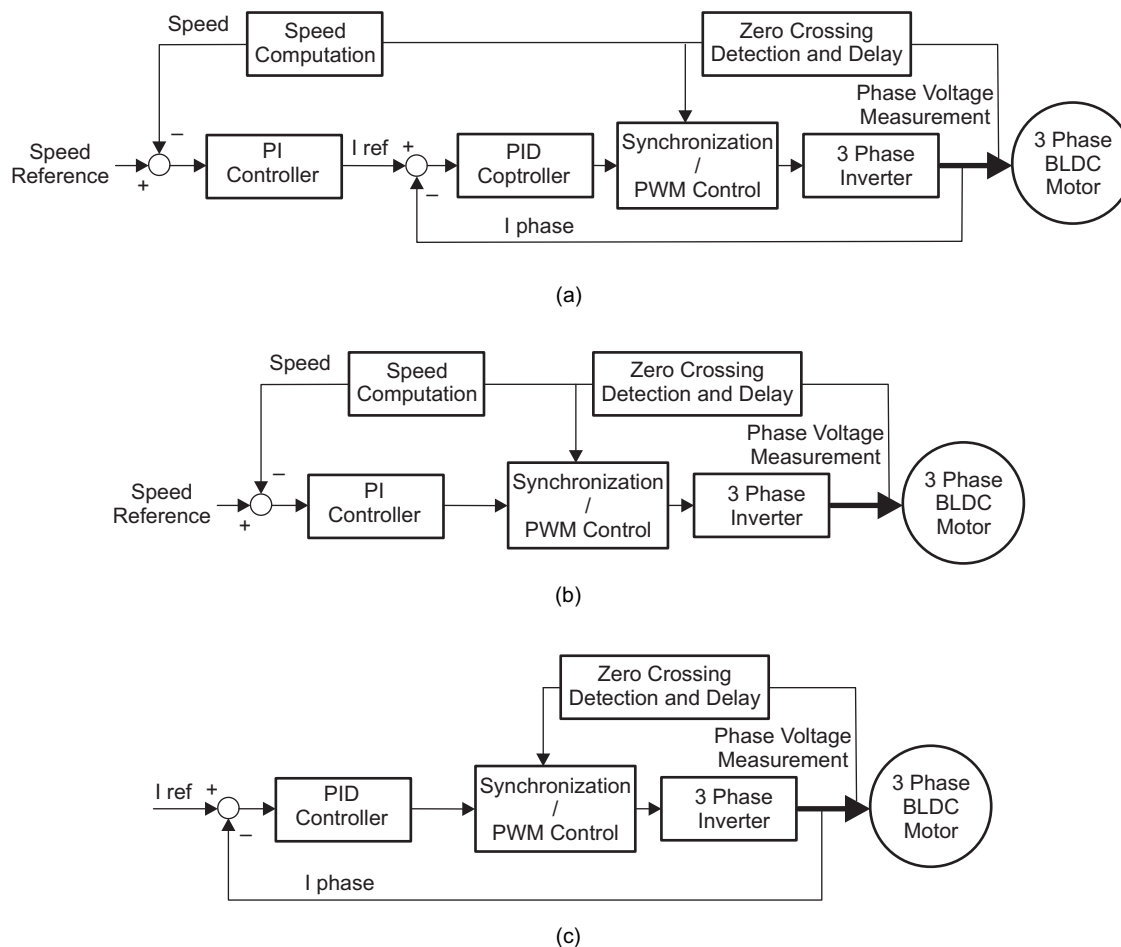 Speed
Speed
Computation
Zero Crossing
Detection and Delay
Phase Voltage
Measurement
Speed
Reference
+
–
PI
Controller
I ref
+
–
PID
Coptroller
Synchronization
/
PWM Control
3 Phase
Inverter
3 Phase
BLDC
Motor
I phase
(a)
Speed
Speed
Computation
Zero Crossing
Detection and Delay
Phase Voltage
Measurement
Speed
Reference
+
–
PI
Controller
Synchronization
/
PWM Control
3 Phase
Inverter
3 Phase
BLDC
Motor
(b)
Zero Crossing
Detection and Delay
Phase Voltage
Measurement
I ref
+
–
PID
Controller
Synchronization
/
PWM Control
3 Phase
Inverter
3 Phase
BLDC
Motor
I phase
(c)